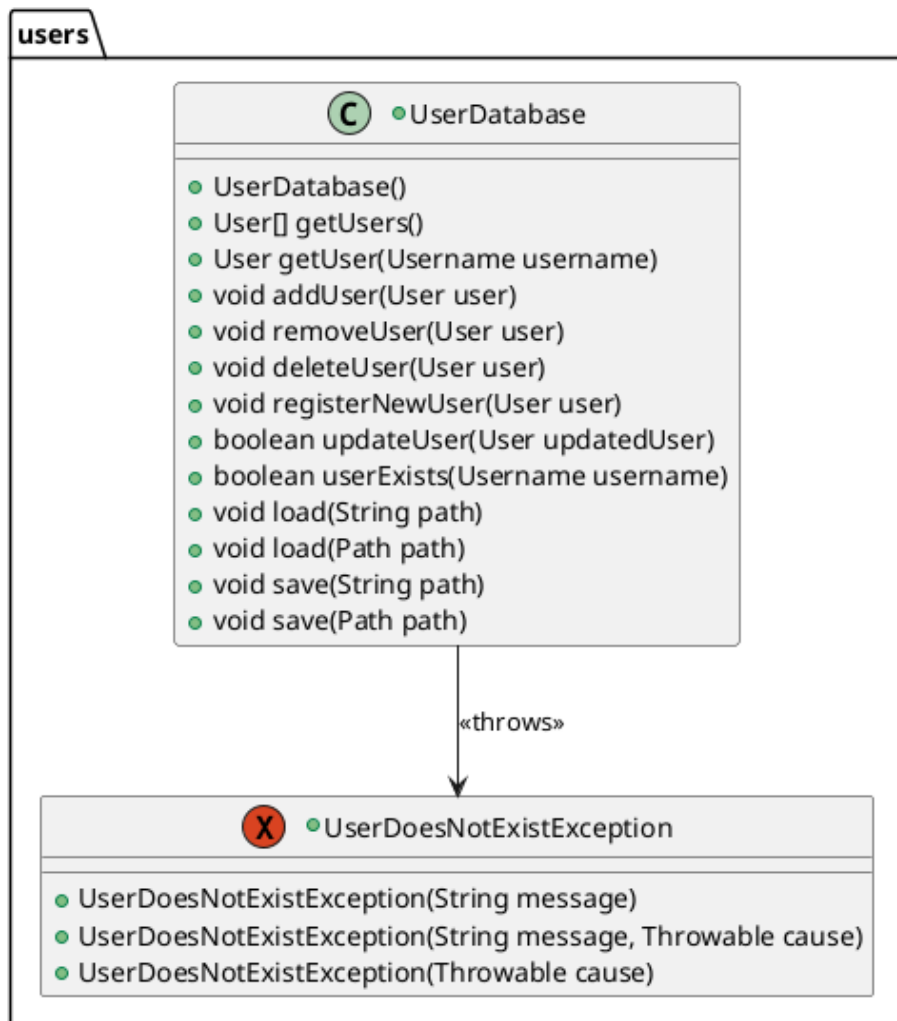 users
C UserDatabase
UserDatabase()
User[] getUsers()
User getUser(Username username)
void addUser(User user)
void removeUser(User user)
void deleteUser(User user)
void registerNewUser(User user)
boolean updateUser(User updatedUser)
boolean userExists(Username username)
void load(String path)
void load(Path path)
void save(String path)
void save(Path path)
«throws»
X UserDoesNotExistException
UserDoesNotExistException(String message)
UserDoesNotExistException(String message, Throwable cause)
UserDoesNotExistException(Throwable cause)